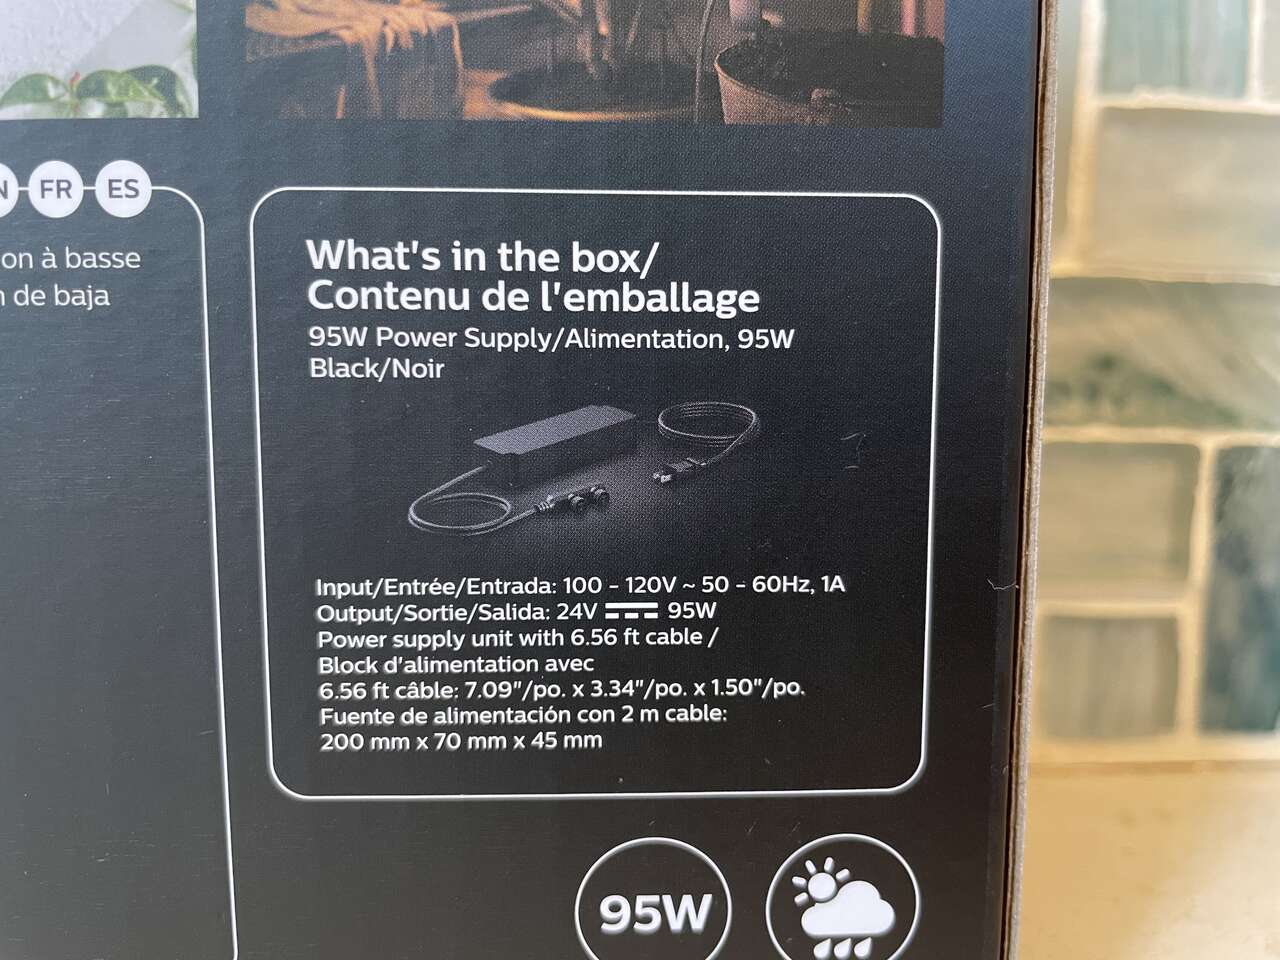 FR ES
on à basse
de baja
What's in the box/
Contenu de l'emballage
95W Power Supply/Alimentation, 95W
Black/Noir
Input/Entrée/Entrada: 100 - 120V ~ 50 - 60Hz, 1A
Output/Sortie/Salida: 24V ⎓ 95W
Power supply unit with 6.56 ft cable /
Block d'alimentation avec
6.56 ft câble: 7.09"/po. x 3.34"/po. x 1.50"/po.
Fuente de alimentación con 2 m cable:
200 mm x 70 mm x 45 mm
95W